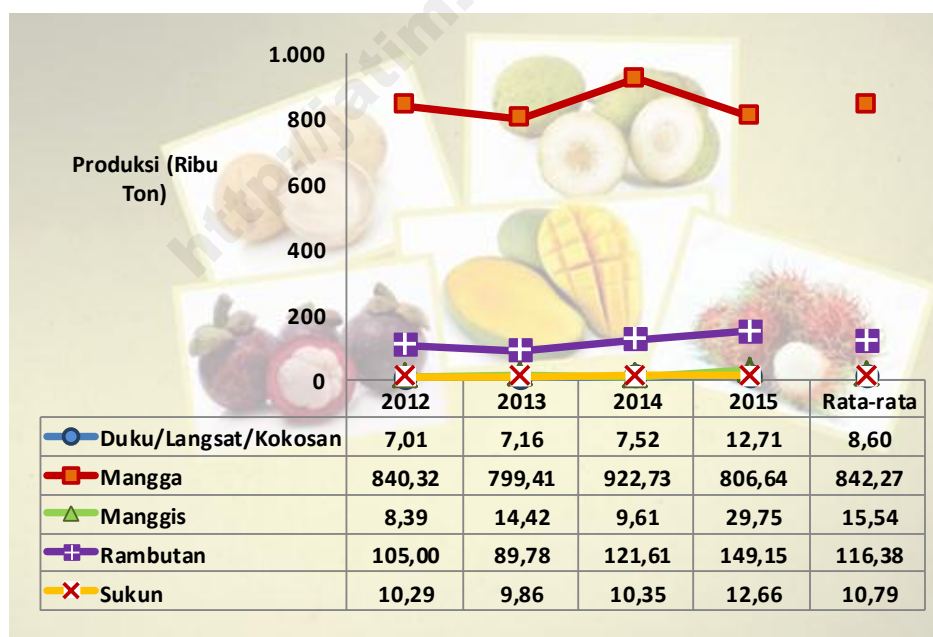 http://jatim.
1.000
800
Produksi (Ribu
Ton)
600
400
200
0
2012 2013 2014 2015 Rata-rata
Duku/Langsat/Kokosan 7,01 7,16 7,52 12,71 8,60
Mangga 840,32 799,41 922,73 806,64 842,27
Manggis 8,39 14,42 9,61 29,75 15,54
Rambutan 105,00 89,78 121,61 149,15 116,38
Sukun 10,29 9,86 10,35 12,66 10,79